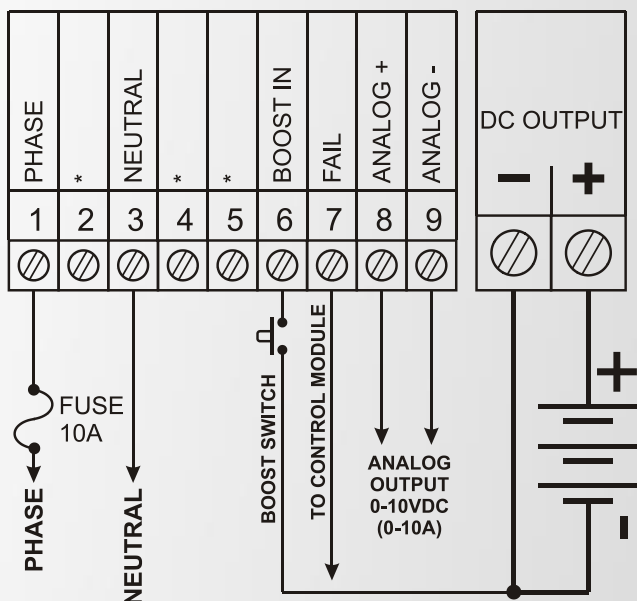 PHASE
*
NEUTRAL
*
*
BOOST IN
FAIL
ANALOG +
ANALOG -
DC OUTPUT
- +
1 2 3 4 5 6 7 8 9
FUSE
10A
PHASE
NEUTRAL
BOOST SWITCH
TO CONTROL MODULE
ANALOG
OUTPUT
0-10VDC
(0-10A)
+
-